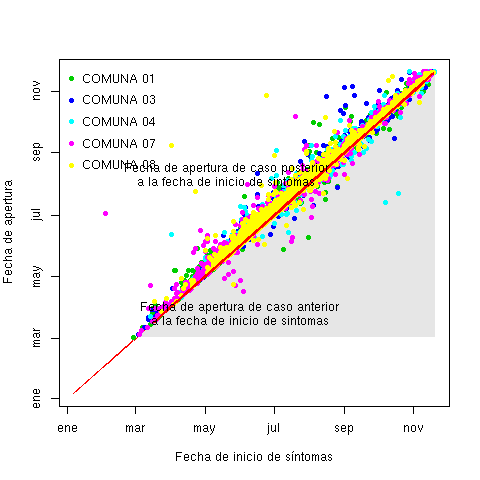 COMUNA 01
COMUNA 03
COMUNA 04
COMUNA 07
COMUNA 08
Fecha de apertura de caso posterior
a la fecha de inicio de síntomas
Fecha de apertura de caso anterior
a la fecha de inicio de síntomas
Fecha de apertura
ene mar may jul sep nov
ene mar may jul sep nov
Fecha de inicio de síntomas